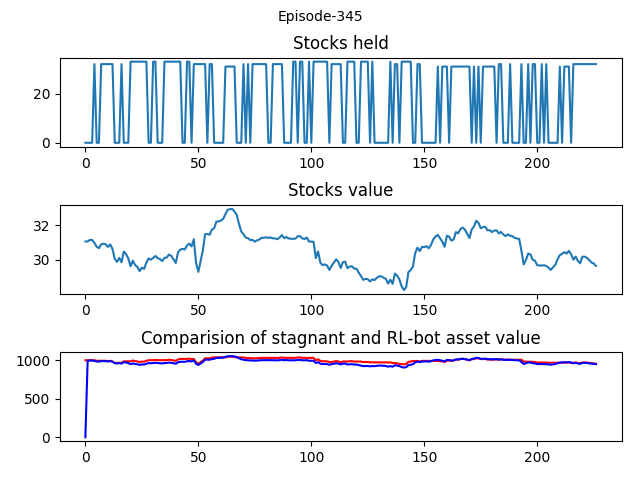 Episode-345
Stocks held
20
0
0 50 100 150 200
Stocks value
32
30
0 50 100 150 200
Comparision of stagnant and RL-bot asset value
1000
500
0
0 50 100 150 200